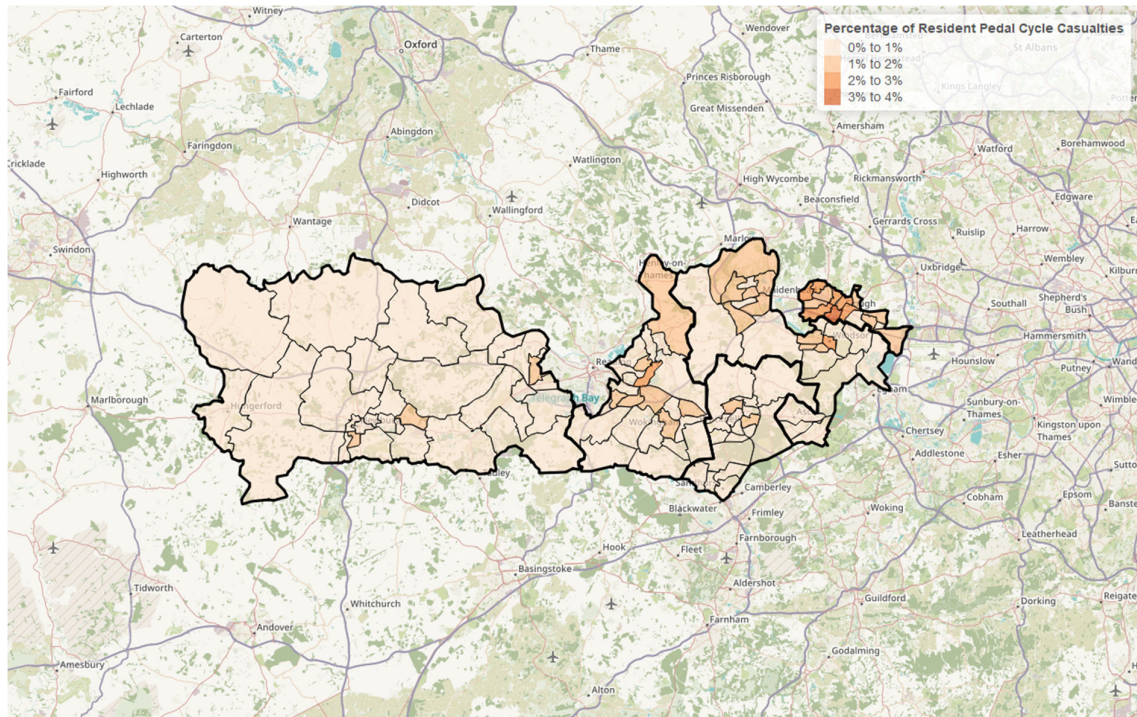 Percentage of Resident Pedal Cycle Casualties
0% to 1%
1% to 2%
2% to 3%
3% to 4%
Witney
Wendover
Carterton
Oxford
Thame
St Albans
Princes Risborough
Kings Langley
Fairford
Lechlade
Great Missenden
Abingdon
Amersham
Watford
Borehamwood
Faringdon
Cricklade
Highworth
Watlington
High Wycombe
Rickmansworth
Didcot
Beaconsfield
Edgware
Wallingford
Gerrards Cross
Wantage
Ruislip
Harrow
Swindon
Marlow
Wembley
Henley-on-
Thames
Uxbridge
Southall
Shepherd's
Bush
Hammersmith
Hounslow
Putney
Marlborough
Hungerford
Telegraph Bay
Sunbury-on-
Thames
Kingston upon
Thames
Chertsey
Addlestone
Esher
Camberley
Cobham
Epsom
Blackwater
Frimley
Woking
Farnborough
Hook
Fleet
Leatherhead
Basingstoke
Tidworth
Aldershot
Whitchurch
Guildford
Dorking
Andover
Farnham
Godalming
Amesbury
Alton